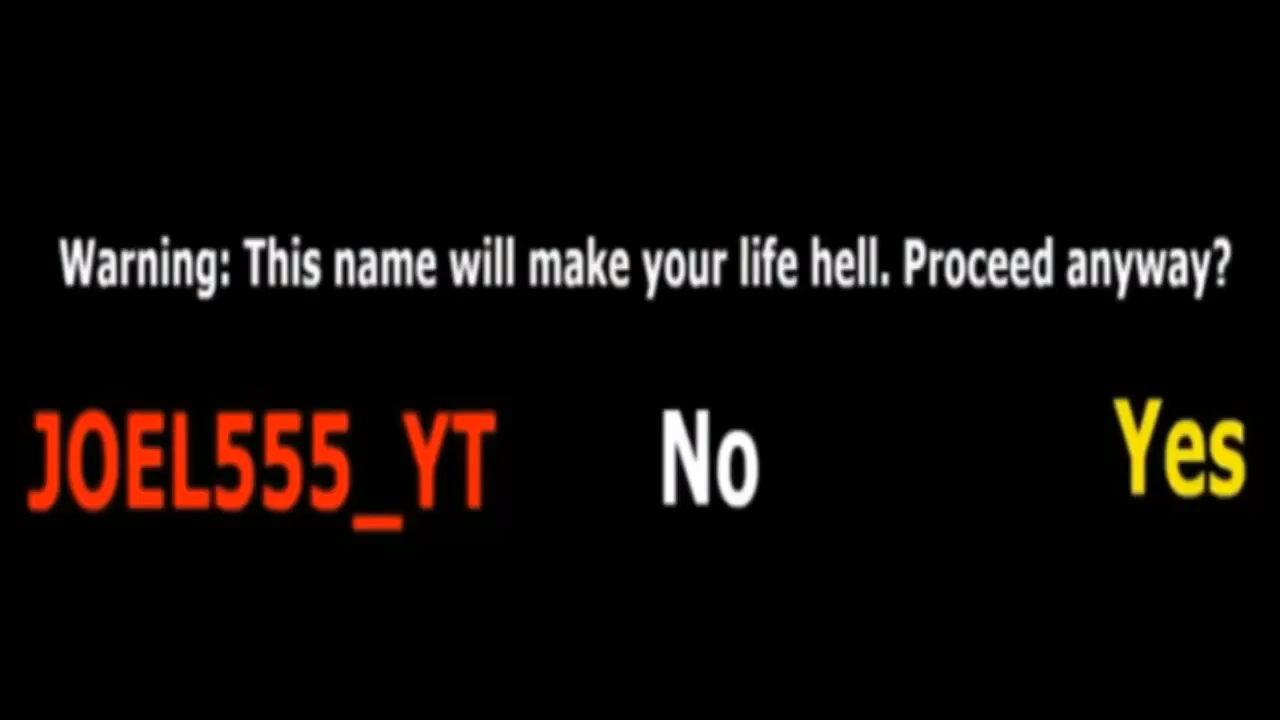 Warning: This name will make your life hell. Proceed anyway?
JOEL555_YT No Yes